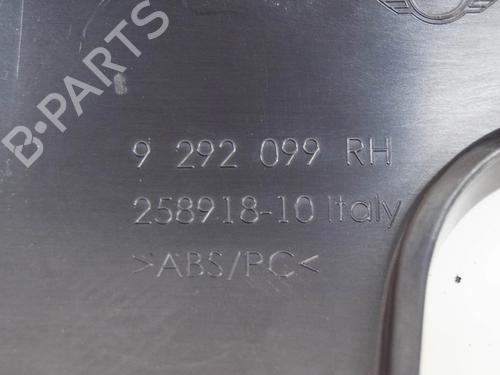 B-PARTS
9 292 099 RH
258918-10 Italy
>ABS/PC<